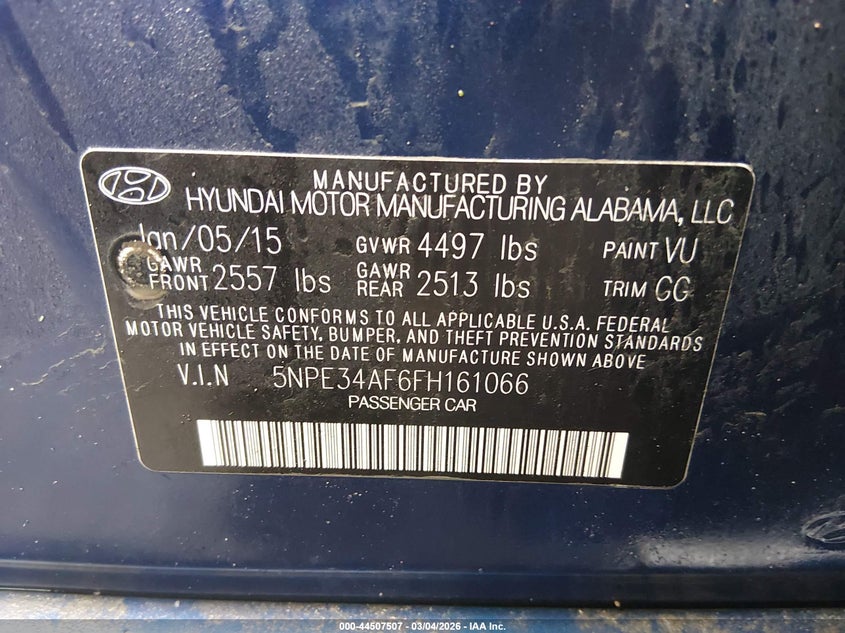 MANUFACTURED BY
HYUNDAI MOTOR MANUFACTURING ALABAMA, LLC
Jan/05/15 GVWR 4497 lbs PAINT VU
GAWR FRONT 2557 lbs GAWR REAR 2513 lbs TRIM GG
THIS VEHICLE CONFORMS TO ALL APPLICABLE U.S.A. FEDERAL
MOTOR VEHICLE SAFETY, BUMPER, AND THEFT PREVENTION STANDARDS
IN EFFECT ON THE DATE OF MANUFACTURE SHOWN ABOVE
V.I.N 5NPE34AF6FH161066
PASSENGER CAR
000-44507507 - 03/04/2026 - IAA Inc.